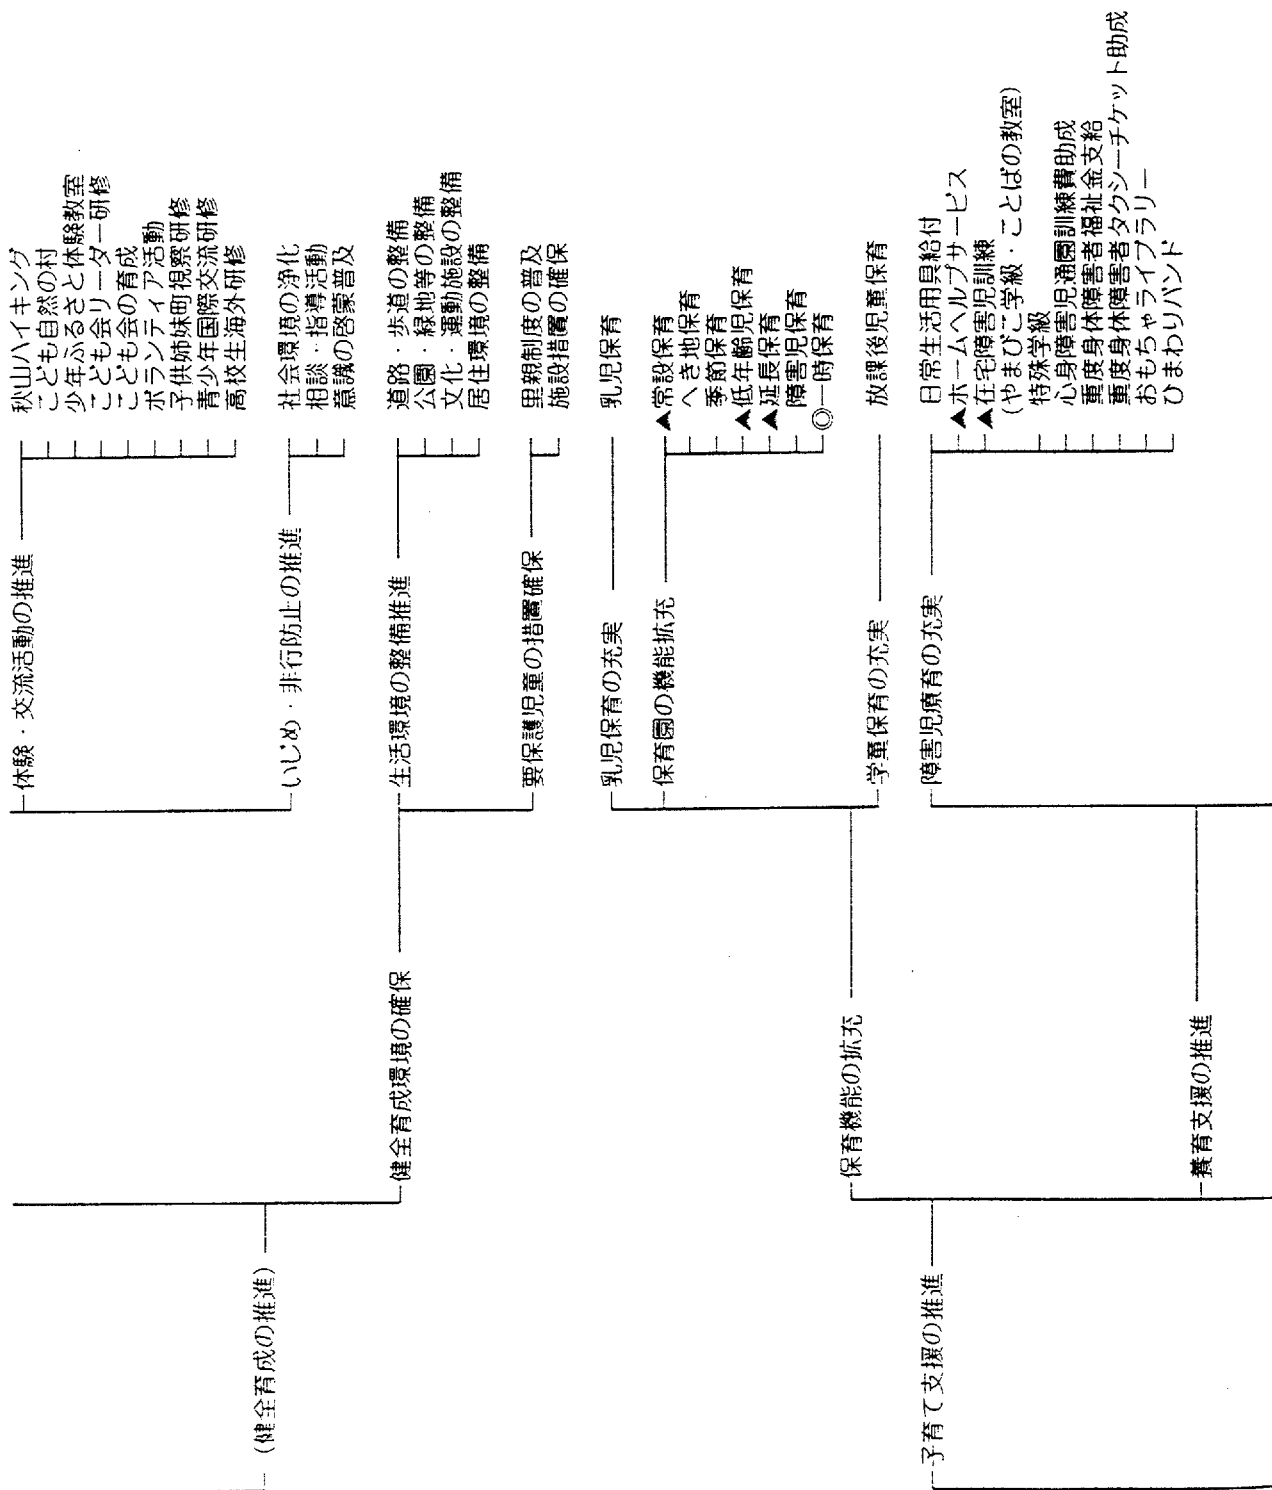 (健全育成の推進)
健全育成環境の確保
体験・交流活動の推進
秋山ハイキング
こども自然の村
少年ふるさと体験教室
こども会リーダー研修
こども会の育成
ボランティア活動
子供姉妹町視察研修
青少年国際交流研修
高校生海外研修
いじめ・非行防止の推進
社会環境の浄化
相談・指導活動
意識の啓蒙普及
生活環境の整備推進
道路・歩道の整備
公園・緑地等の整備
文化・運動施設の整備
居住環境の整備
要保護児童の措置確保
里親制度の普及
施設措置の確保
子育て支援の推進
保育機能の拡充
乳児保育の充実
乳児保育
保育園の機能拡充
▲常設保育
へき地保育
季節保育
▲低年齢児保育
▲延長保育
障害児保育
◎一時保育
学童保育の充実
放課後児童保育
養育支援の推進
障害児療育の充実
日常生活用具給付
▲ホームヘルプサービス
▲在宅障害児訓練
(やまびこ学級・ことばの教室)
特殊学級
心身障害児通園訓練費助成
重度身体障害者福祉金支給
重度身体障害者タクシーチケット助成
おもちゃライブラリー
ひまわりバンド